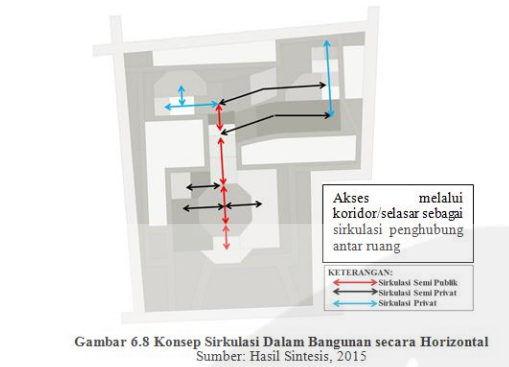 Akses melalui
koridor/selasar sebagai
sirkulasi penghubung
antar ruang
KETERANGAN:
Sirkulasi Semi Publik
Sirkulasi Semi Privat
Sirkulasi Privat
Gambar 6.8 Konsep Sirkulasi Dalam Bangunan secara Horizontal
Sumber: Hasil Sintesis, 2015